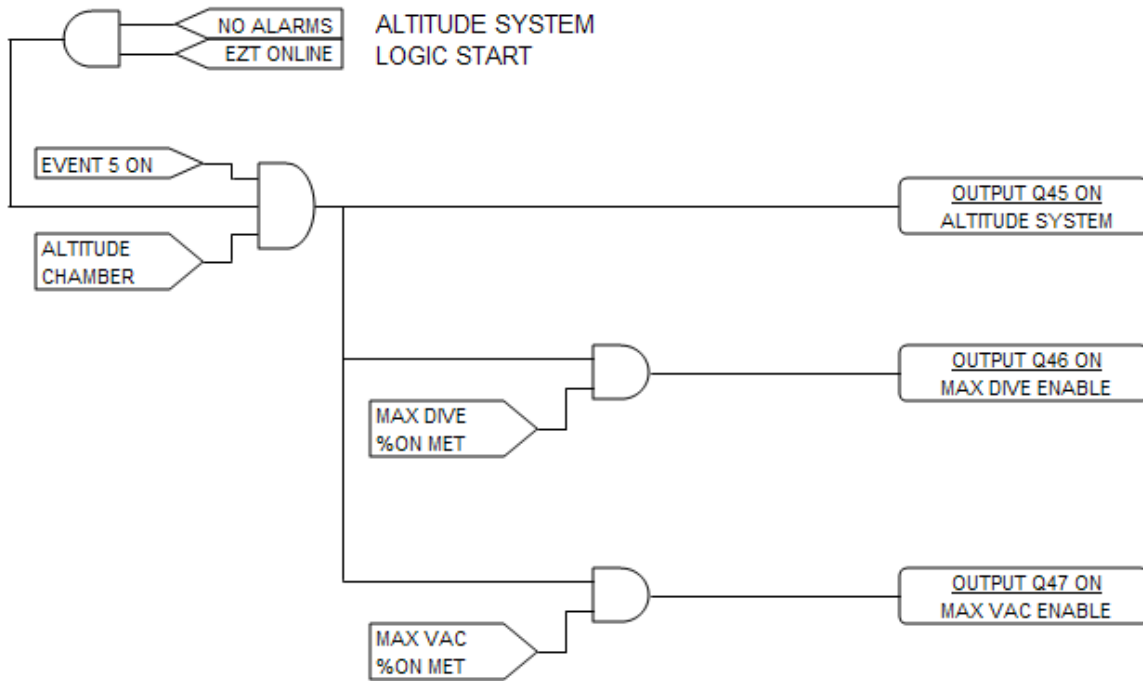 NO ALARMS
EZT ONLINE
ALTITUDE SYSTEM
LOGIC START
EVENT 5 ON
ALTITUDE
CHAMBER
OUTPUT Q45 ON
ALTITUDE SYSTEM
OUTPUT Q46 ON
MAX DIVE ENABLE
MAX DIVE
%ON MET
OUTPUT Q47 ON
MAX VAC ENABLE
MAX VAC
%ON MET